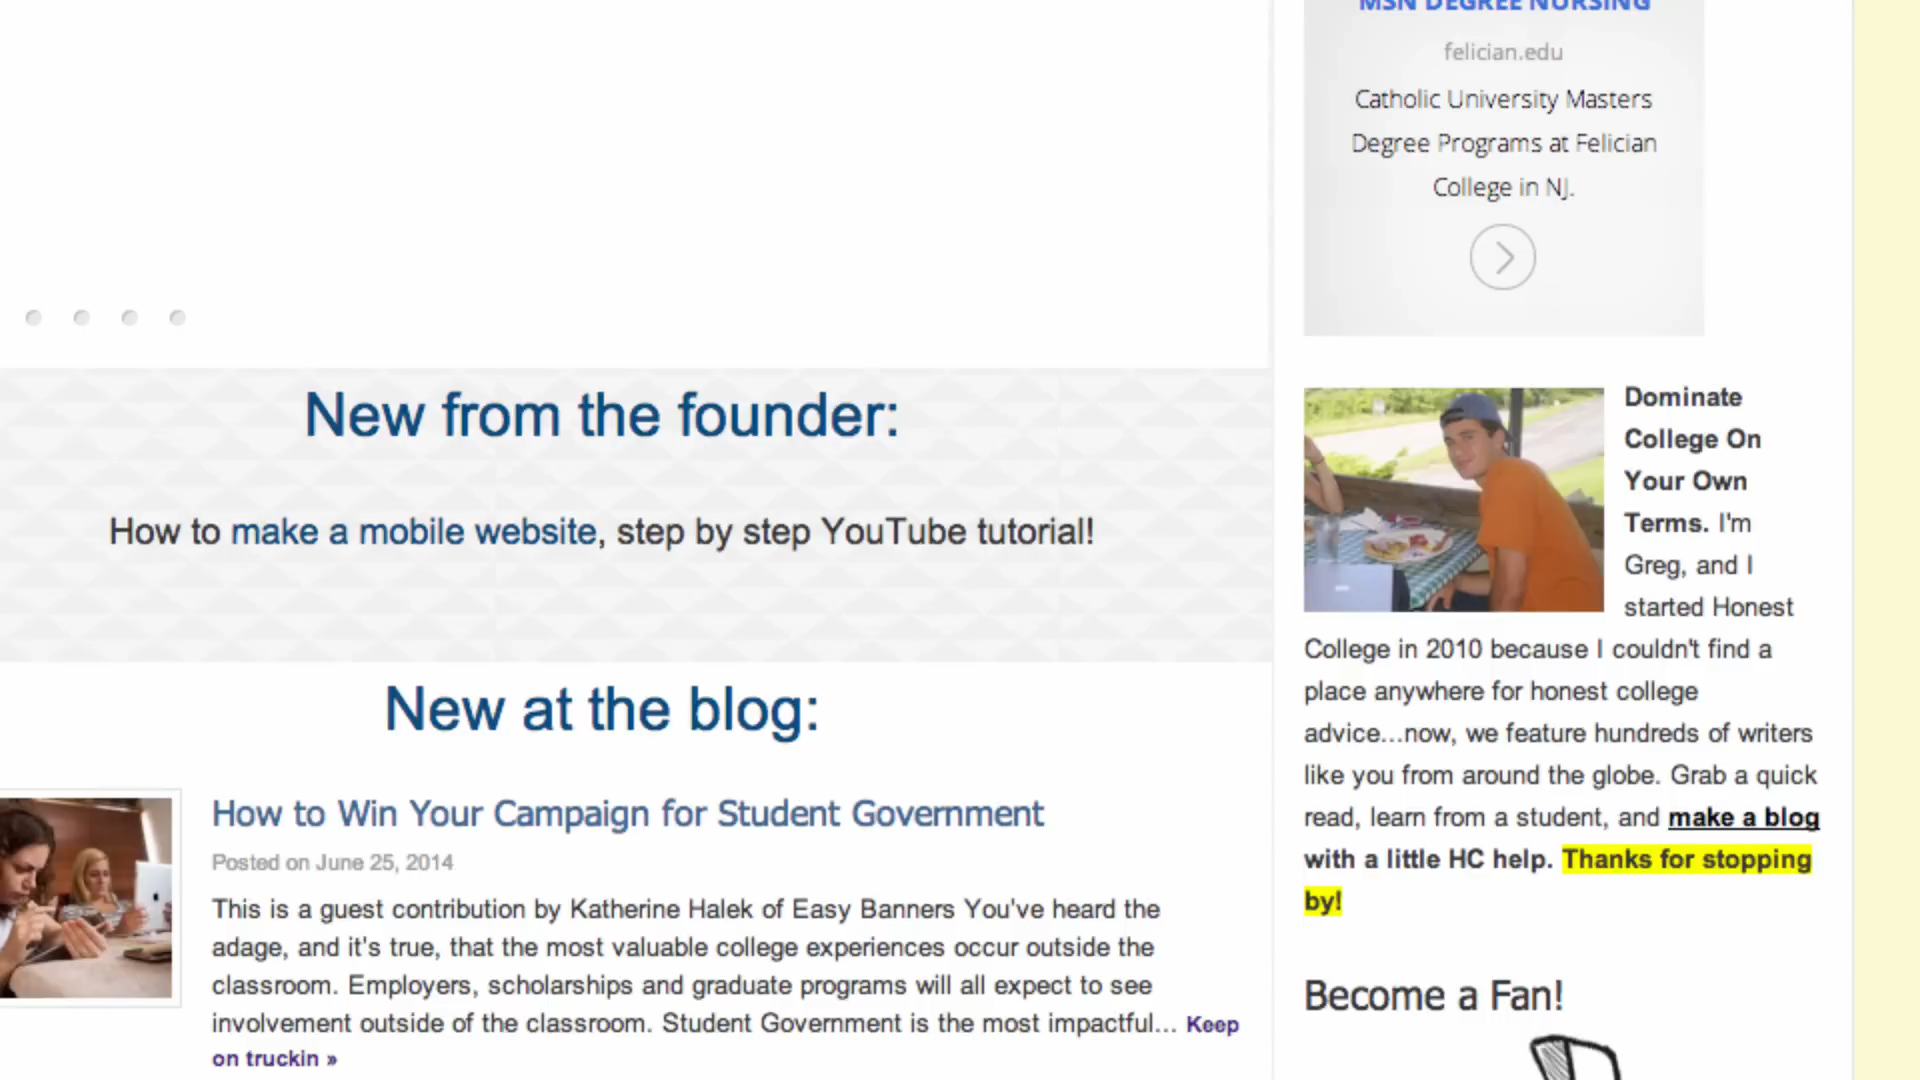 MSN DEGREE NURSING
felician.edu
Catholic University Masters
Degree Programs at Felician
College in NJ.
New from the founder:
How to make a mobile website, step by step YouTube tutorial!
New at the blog:
How to Win Your Campaign for Student Government
Posted on June 25, 2014
This is a guest contribution by Katherine Halek of Easy Banners You've heard the
adage, and it's true, that the most valuable college experiences occur outside the
classroom. Employers, scholarships and graduate programs will all expect to see
involvement outside of the classroom. Student Government is the most impactful... Keep
on truckin »
Dominate
College On
Your Own
Terms. I'm
Greg, and I
started Honest
College in 2010 because I couldn't find a
place anywhere for honest college
advice...now, we feature hundreds of writers
like you from around the globe. Grab a quick
read, learn from a student, and make a blog
with a little HC help. Thanks for stopping
by!
Become a Fan!